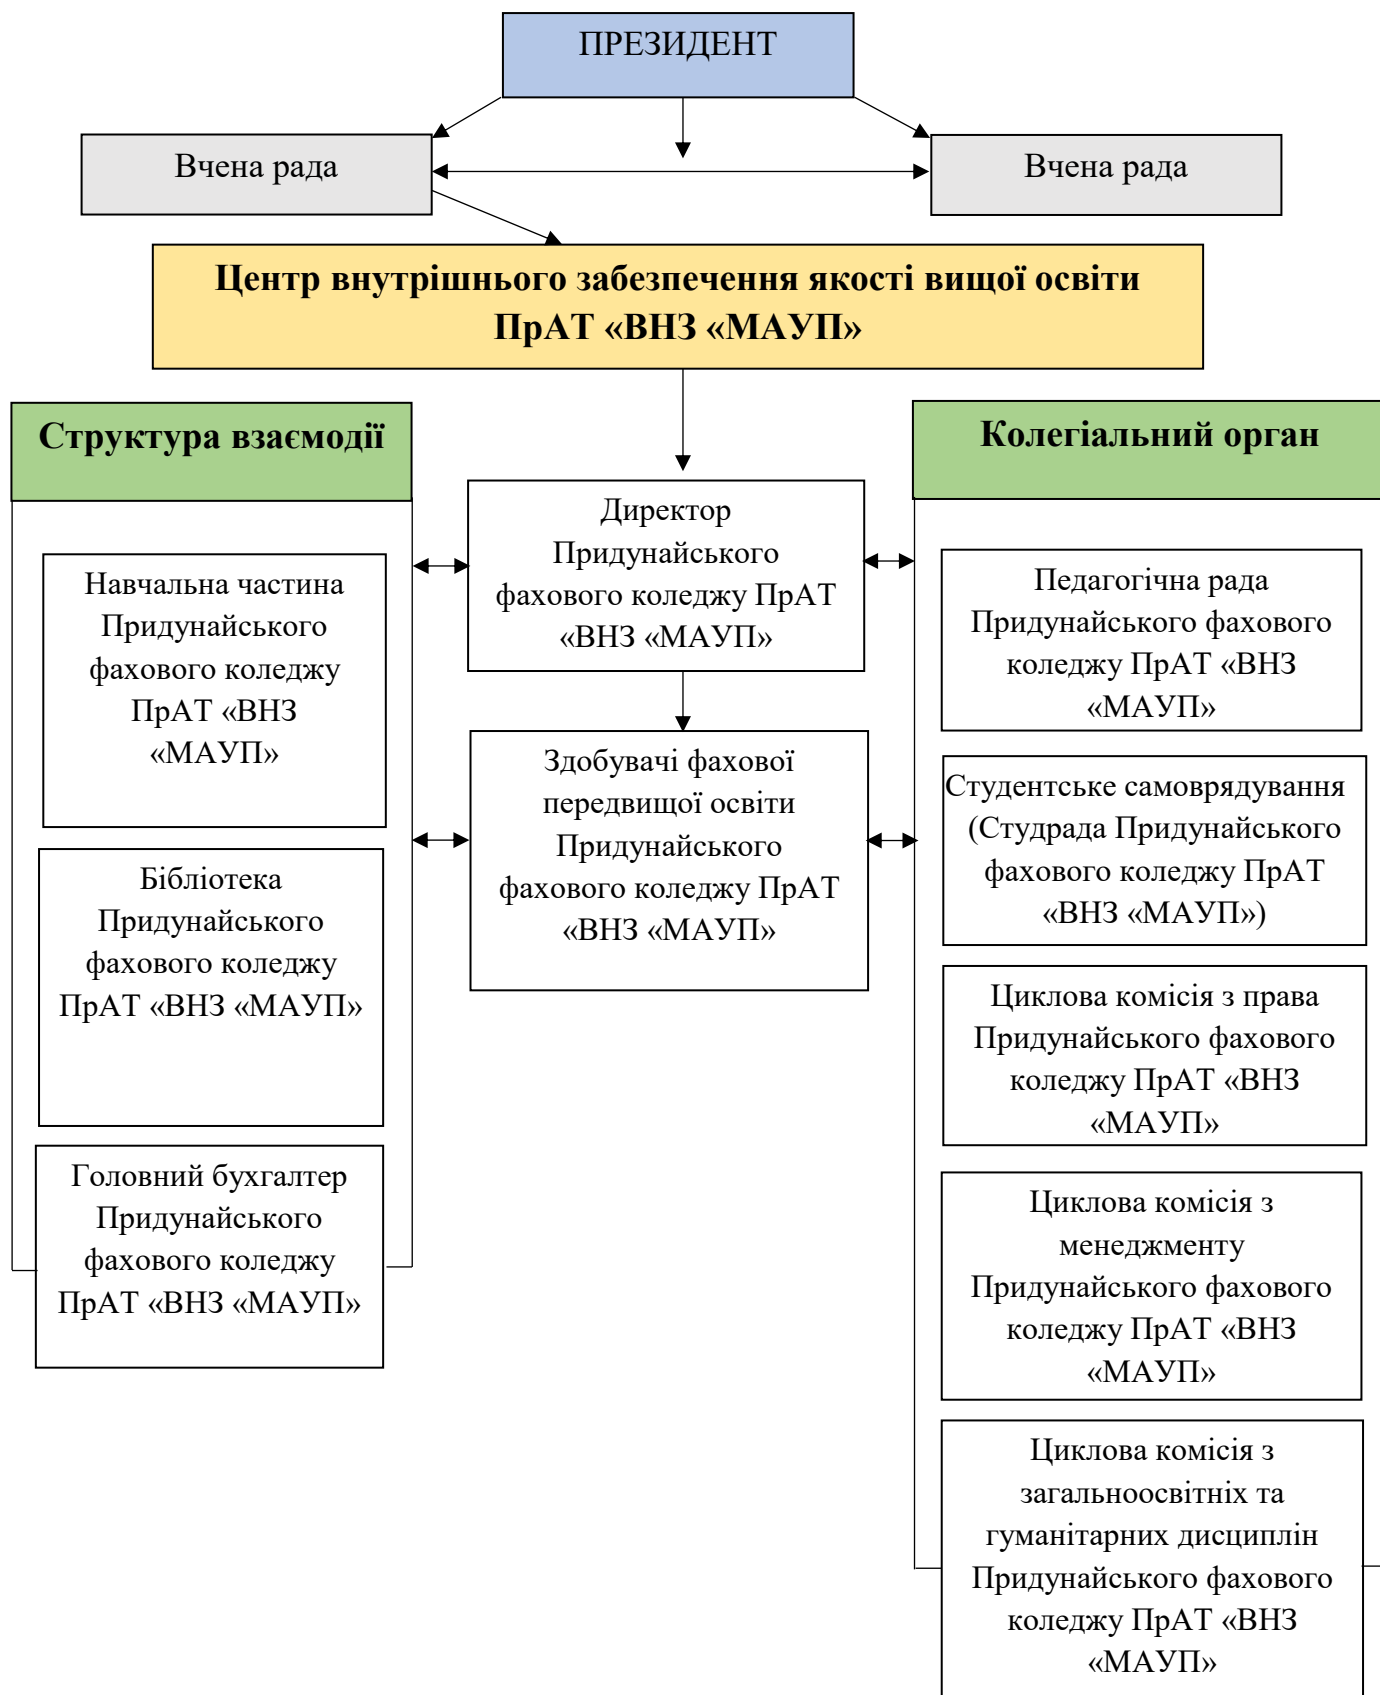 ПРЕЗИДЕНТ
Вчена рада
Вчена рада
Центр внутрішнього забезпечення якості вищої освіти
ПрАТ «ВНЗ «МАУП»
Структура взаємодії
Навчальна частина
Придунайського
фахового коледжу
ПрАТ «ВНЗ
«МАУП»
Бібліотека
Придунайського
фахового коледжу
ПрАТ «ВНЗ «МАУП»
Головний бухгалтер
Придунайського
фахового коледжу
ПрАТ «ВНЗ «МАУП»
Директор
Придунайського
фахового коледжу ПрАТ
«ВНЗ «МАУП»
Здобувачі фахової
передвищої освіти
Придунайського
фахового коледжу ПрАТ
«ВНЗ «МАУП»
Колегіальний орган
Педагогічна рада
Придунайського фахового
коледжу ПрАТ «ВНЗ
«МАУП»
Студентське самоврядування
(Студрада Придунайського
фахового коледжу ПрАТ
«ВНЗ «МАУП»)
Циклова комісія з права
Придунайського фахового
коледжу ПрАТ «ВНЗ
«МАУП»
Циклова комісія з
менеджменту
Придунайського фахового
коледжу ПрАТ «ВНЗ
«МАУП»
Циклова комісія з
загальноосвітніх та
гуманітарних дисциплін
Придунайського фахового
коледжу ПрАТ «ВНЗ
«МАУП»